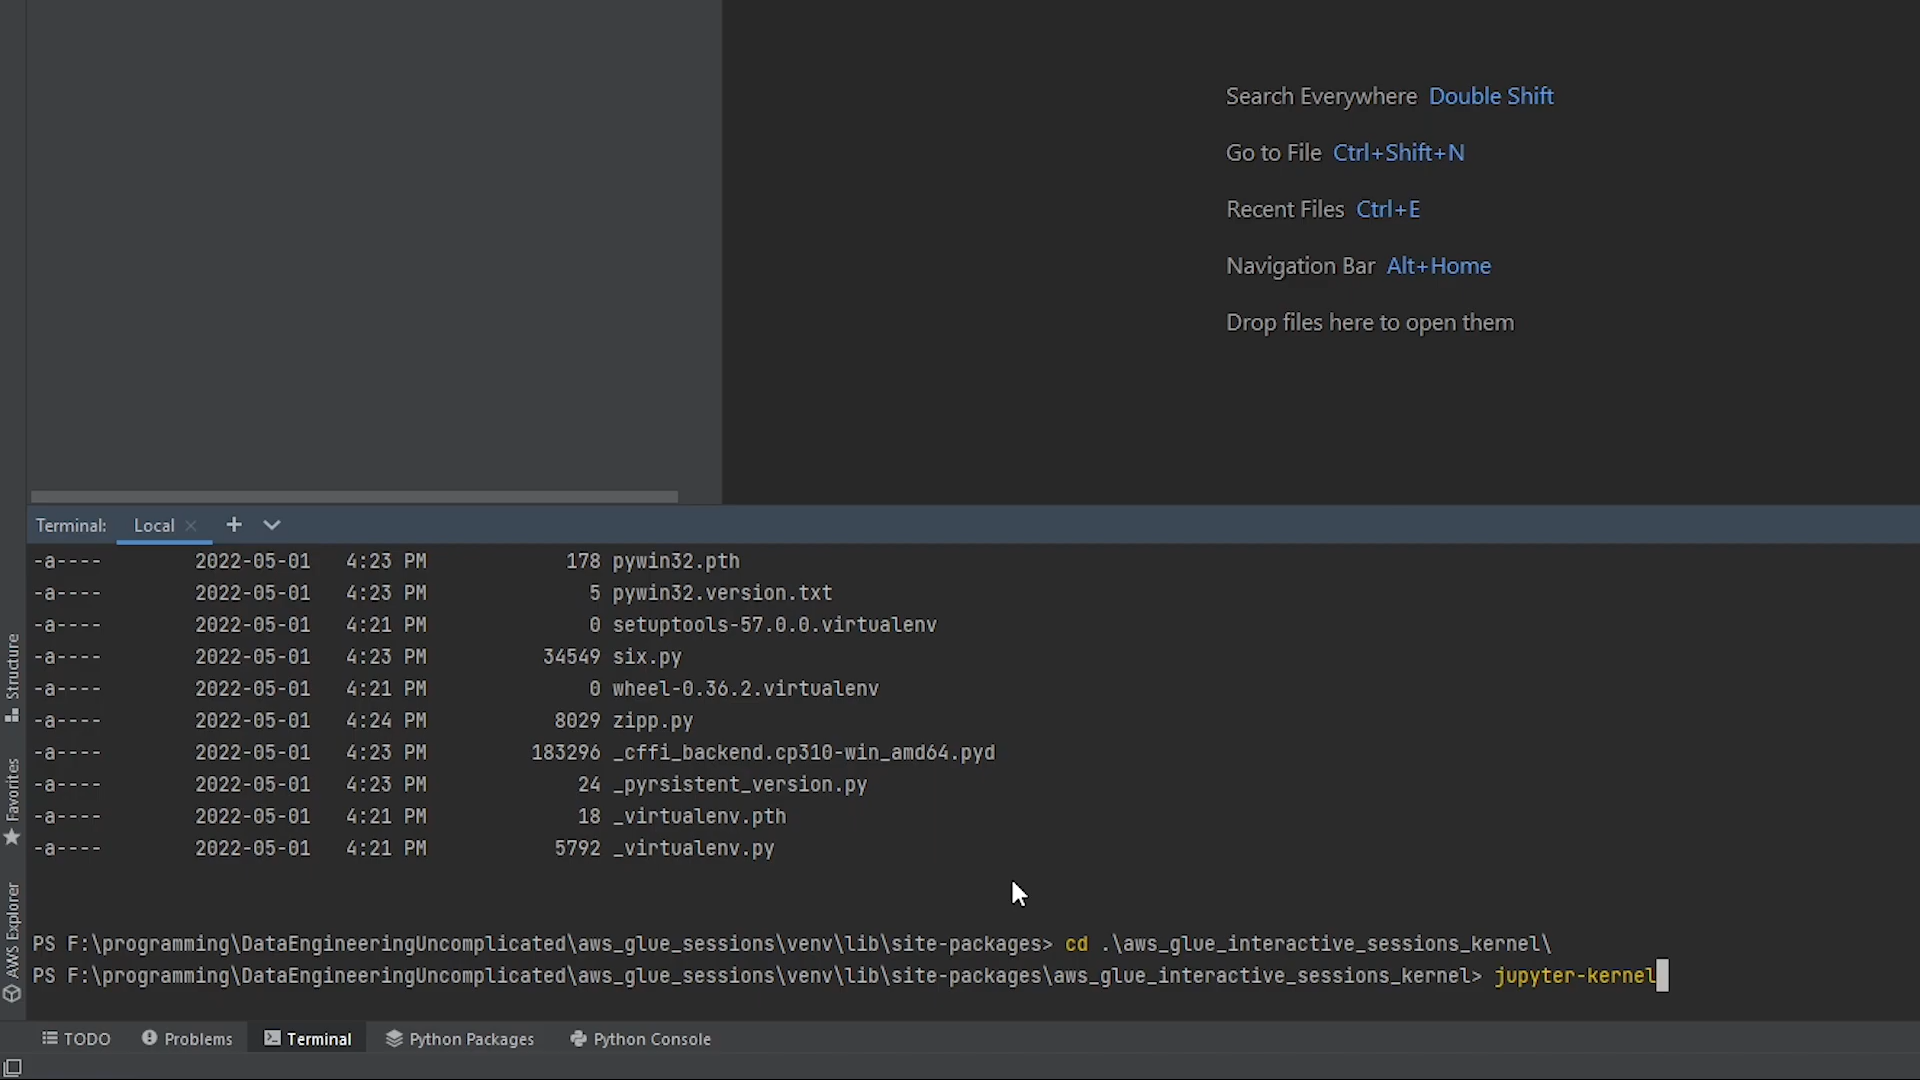 Search Everywhere Double Shift
Go to File Ctrl+Shift+N
Recent Files Ctrl+E
Navigation Bar Alt+Home
Drop files here to open them
Terminal: Local
-a---- 2022-05-01 4:23 PM 178 pywin32.pth
-a---- 2022-05-01 4:23 PM 5 pywin32.version.txt
-a---- 2022-05-01 4:21 PM 0 setuptools-57.0.0.virtualenv
-a---- 2022-05-01 4:23 PM 34549 six.py
-a---- 2022-05-01 4:21 PM 0 wheel-0.36.2.virtualenv
-a---- 2022-05-01 4:24 PM 8029 zipp.py
-a---- 2022-05-01 4:23 PM 183296 _cffi_backend.cp310-win_amd64.pyd
-a---- 2022-05-01 4:23 PM 24 _pyrsistent_version.py
-a---- 2022-05-01 4:21 PM 18 _virtualenv.pth
-a---- 2022-05-01 4:21 PM 5792 _virtualenv.py
PS F:\programming\DataEngineeringUncomplicated\aws_glue_sessions\venv\lib\site-packages> cd .\aws_glue_interactive_sessions_kernel\
PS F:\programming\DataEngineeringUncomplicated\aws_glue_sessions\venv\lib\site-packages\aws_glue_interactive_sessions_kernel> jupyter-kernel
Structure
Favorites
AWS Explorer
TODO Problems Terminal Python Packages Python Console